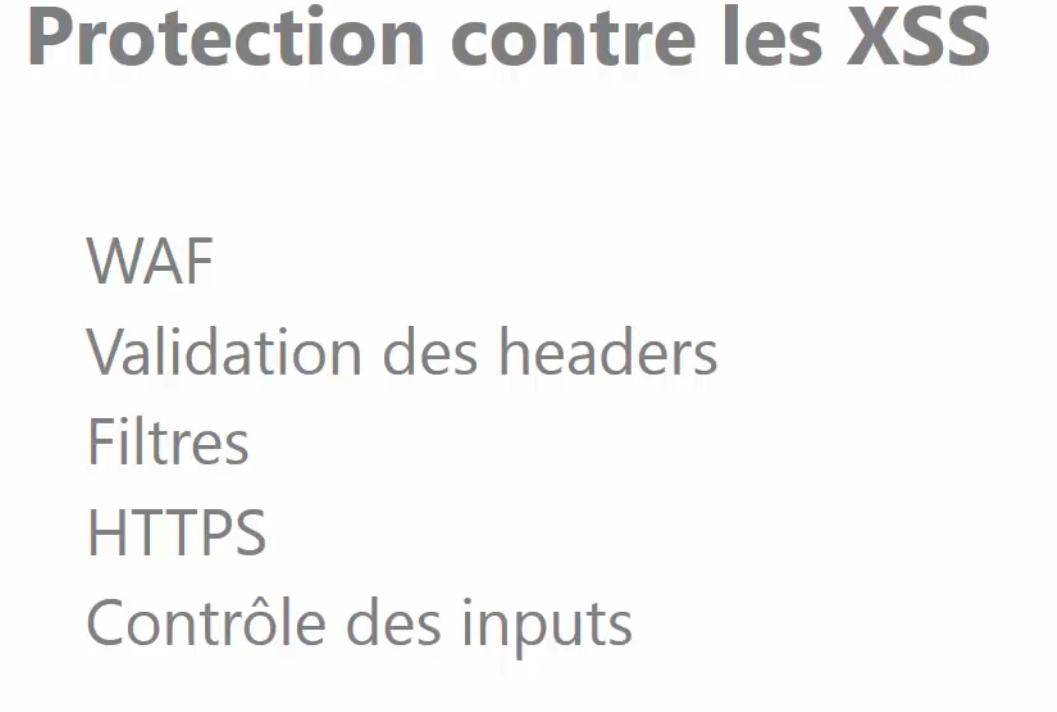 Protection contre les XSS
WAF
Validation des headers
Filtres
HTTPS
Contrôle des inputs